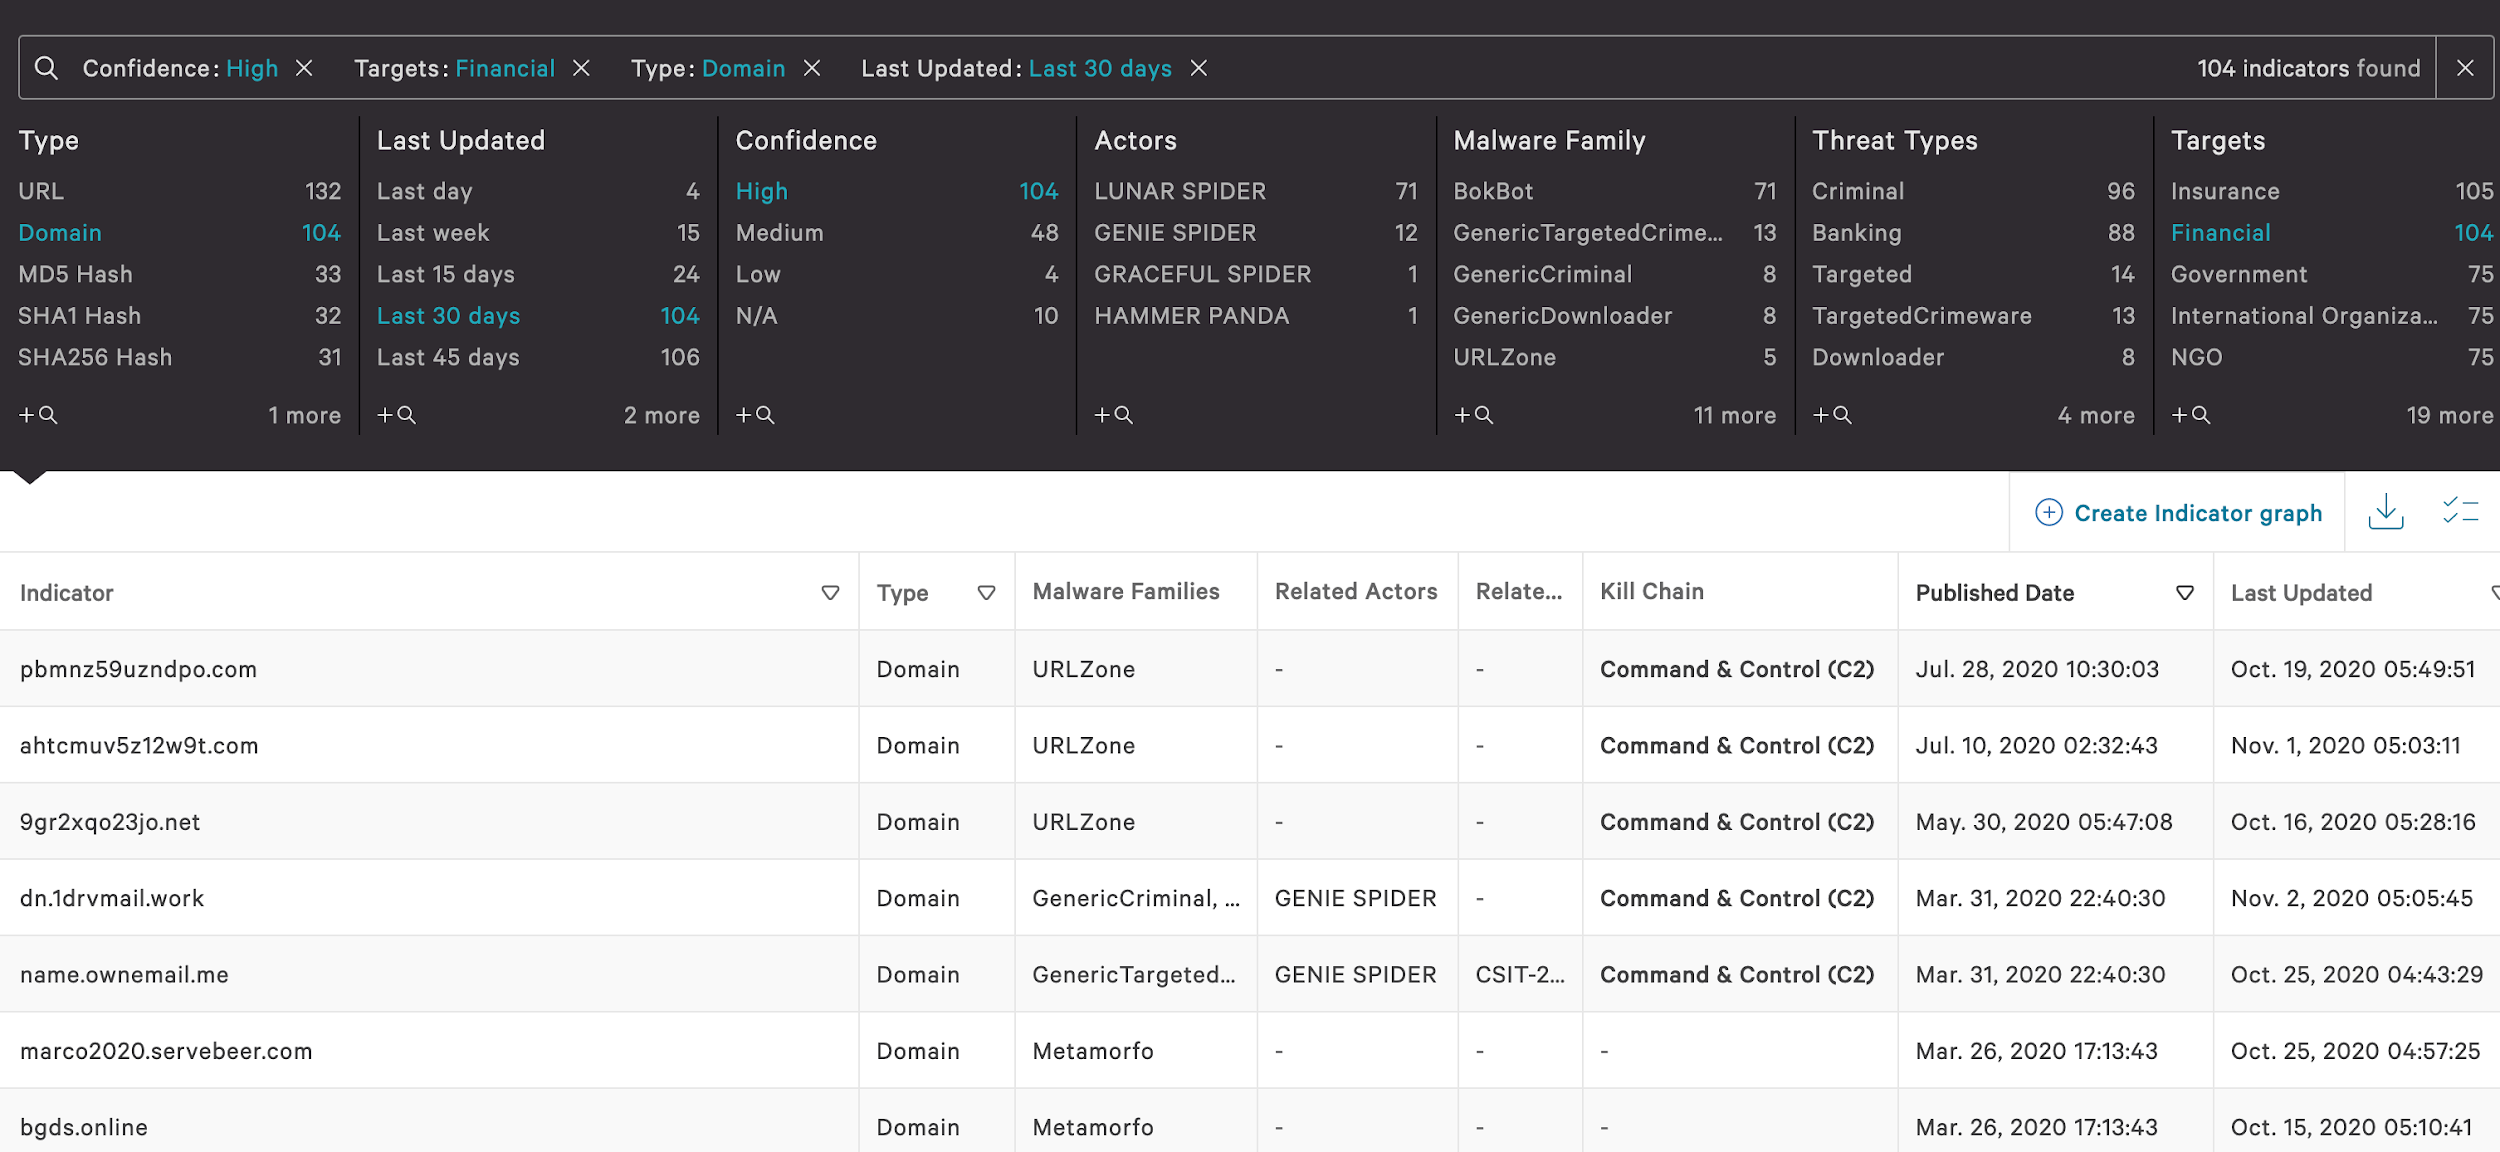 Confidence: High Targets: Financial Type: Domain Last Updated: Last 30 days 104 indicators found
Type
URL 132
Domain 104
MD5 Hash 33
SHA1 Hash 32
SHA256 Hash 31
1 more
Last Updated
Last day 4
Last week 15
Last 15 days 24
Last 30 days 104
Last 45 days 106
2 more
Confidence
High 104
Medium 48
Low 4
N/A 10
Actors
LUNAR SPIDER 71
GENIE SPIDER 12
GRACEFUL SPIDER 1
HAMMER PANDA 1
Malware Family
BokBot 71
GenericTargetedCrime... 13
GenericCriminal 8
GenericDownloader 8
URLZone 5
11 more
Threat Types
Criminal 96
Banking 88
Targeted 14
TargetedCrimeware 13
Downloader 8
4 more
Targets
Insurance 105
Financial 104
Government 75
International Organiza... 75
NGO 75
19 more
Create Indicator graph
Indicator Type Malware Families Related Actors Relate... Kill Chain Published Date Last Updated
pbmnz59uzndpo.com Domain URLZone - - Command & Control (C2) Jul. 28, 2020 10:30:03 Oct. 19, 2020 05:49:51
ahtcmuv5z12w9t.com Domain URLZone - - Command & Control (C2) Jul. 10, 2020 02:32:43 Nov. 1, 2020 05:03:11
9gr2xqo23jo.net Domain URLZone - - Command & Control (C2) May. 30, 2020 05:47:08 Oct. 16, 2020 05:28:16
dn.1drvmail.work Domain GenericCriminal, ... GENIE SPIDER - Command & Control (C2) Mar. 31, 2020 22:40:30 Nov. 2, 2020 05:05:45
name.ownemail.me Domain GenericTargeted... GENIE SPIDER CSIT-2... Command & Control (C2) Mar. 31, 2020 22:40:30 Oct. 25, 2020 04:43:29
marco2020.servebeer.com Domain Metamorfo - - - Mar. 26, 2020 17:13:43 Oct. 25, 2020 04:57:25
bgds.online Domain Metamorfo - - - Mar. 26, 2020 17:13:43 Oct. 15, 2020 05:10:41